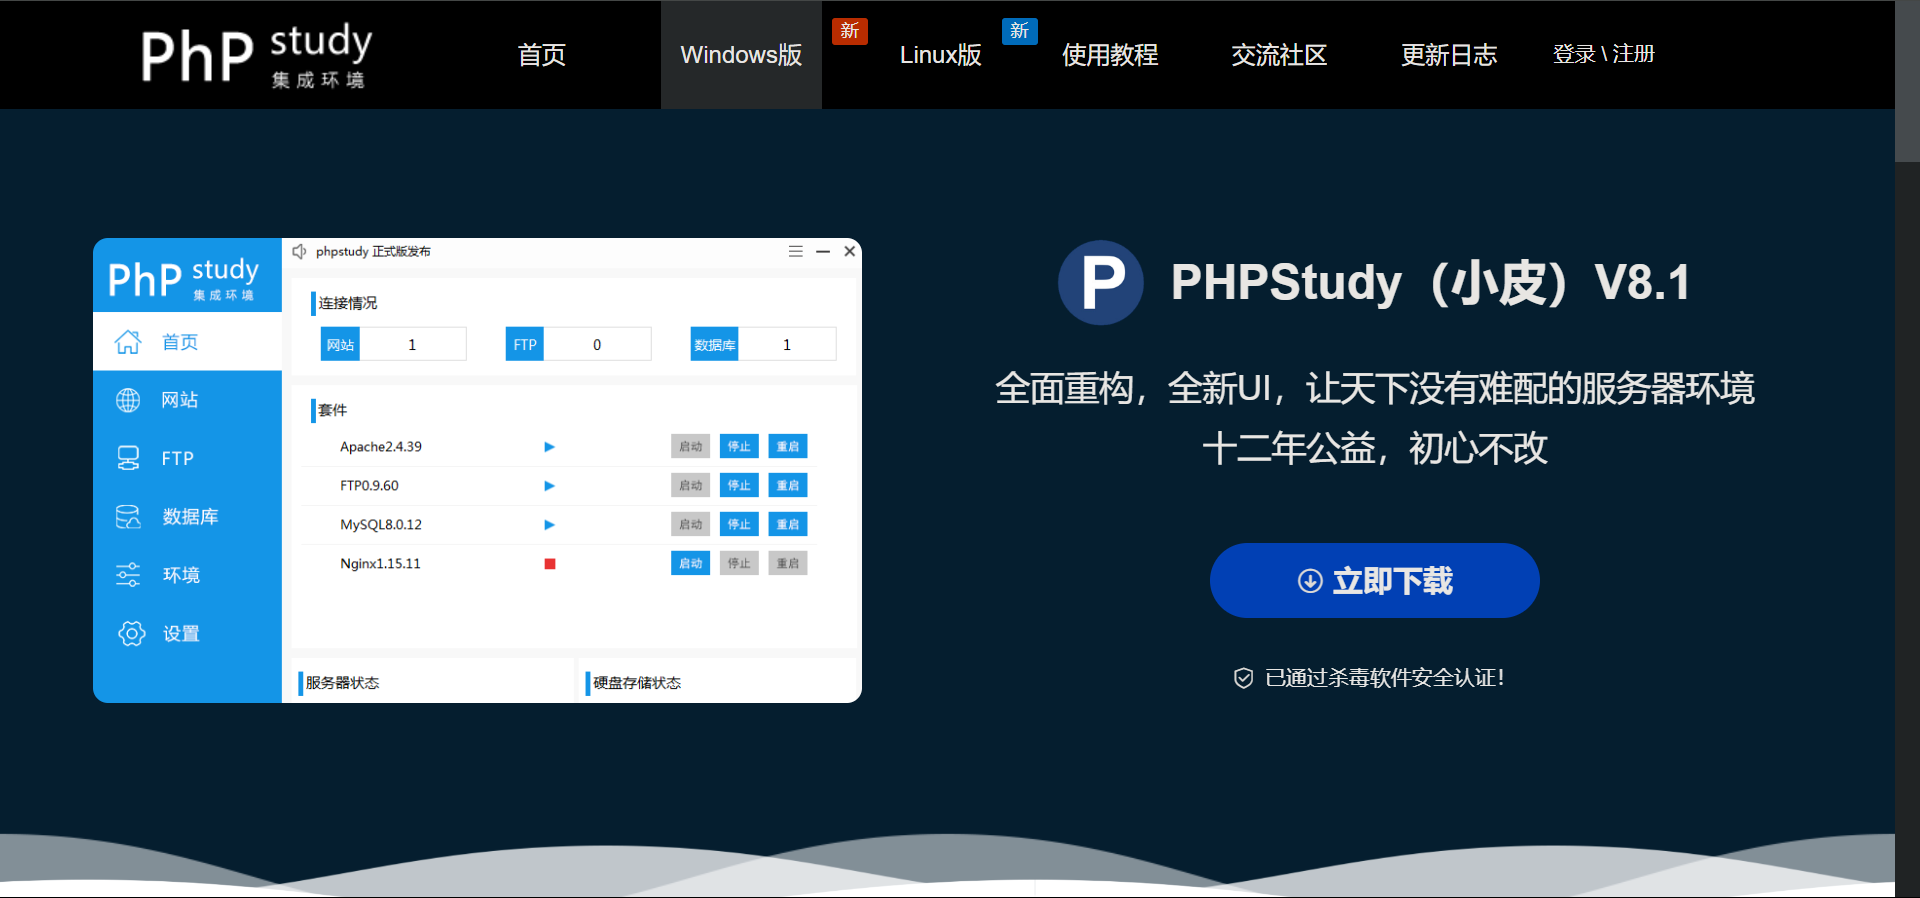 PhP study
集成环境
首页
Windows版
新
Linux版
新
使用教程
交流社区
更新日志
登录 \ 注册
PhP study
集成环境
首页
网站
FTP
数据库
环境
设置
phpstudy 正式版发布
连接情况
网站 1
FTP 0
数据库 1
套件
Apache2.4.39 启动 停止 重启
FTP0.9.60 启动 停止 重启
MySQL8.0.12 启动 停止 重启
Nginx1.15.11 启动 停止 重启
服务器状态
硬盘存储状态
P PHPStudy（小皮）V8.1
全面重构，全新UI，让天下没有难配的服务器环境
十二年公益，初心不改
立即下载
已通过杀毒软件安全认证！